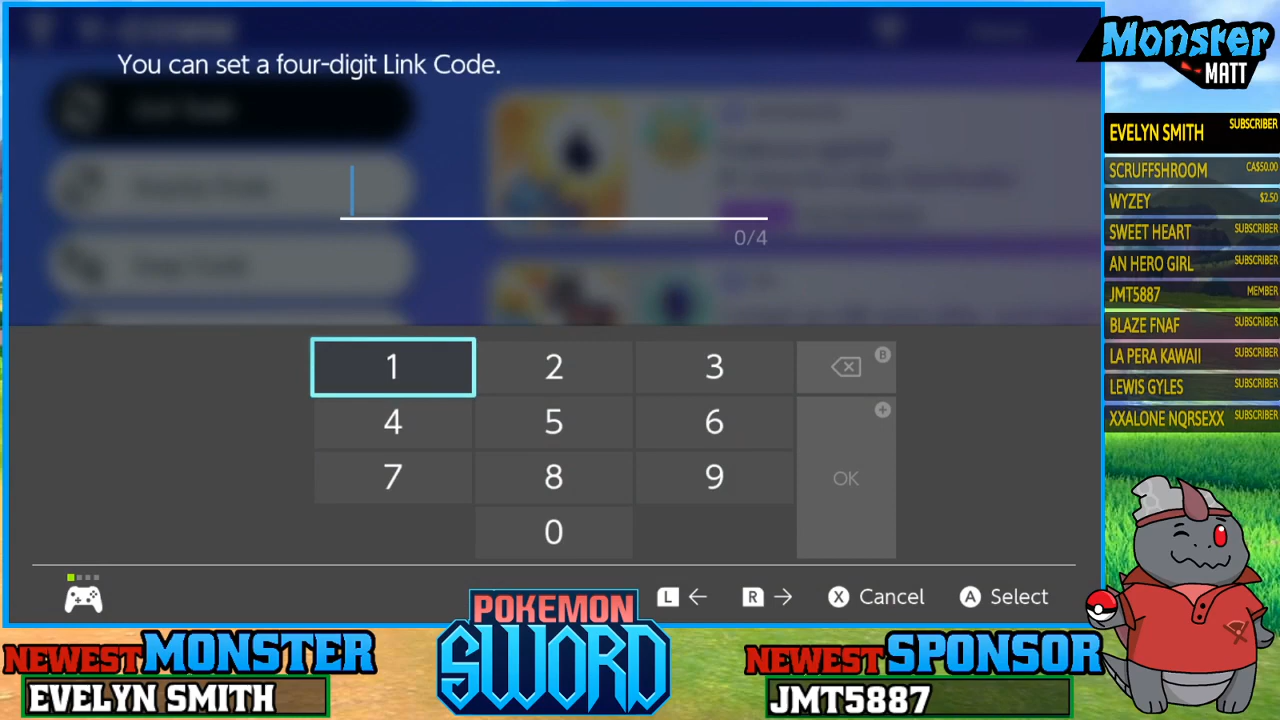 You can set a four-digit Link Code.
0/4
1 2 3 B
4 5 6 +
7 8 9 OK
0
L ← R → X Cancel A Select
Monster
MATT
EVELYN SMITH SUBSCRIBER
SCRUFFSHROOM CA$50.00
WYZEY $2.50
SWEET HEART SUBSCRIBER
AN HERO GIRL SUBSCRIBER
JMT5887 MEMBER
BLAZE FNAF SUBSCRIBER
LA PERA KAWAII SUBSCRIBER
LEWIS GYLES SUBSCRIBER
XXALONE NQRSEXX SUBSCRIBER
NEWEST MONSTER
EVELYN SMITH
POKEMON
SWORD
NEWEST SPONSOR
JMT5887